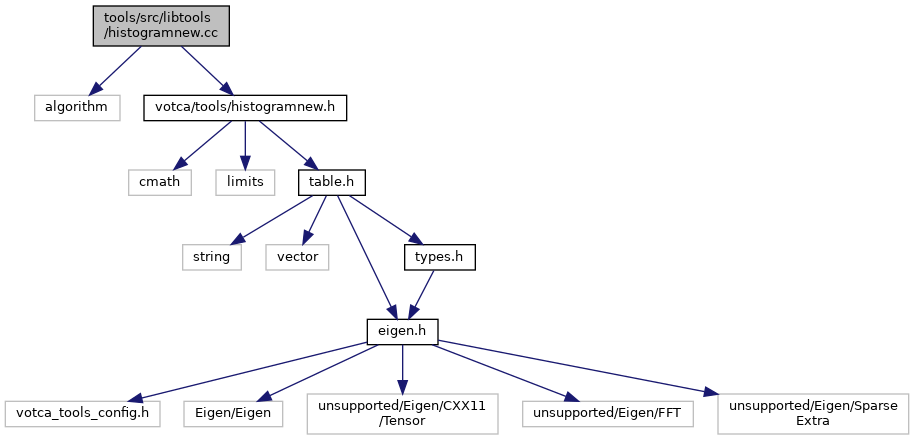 tools/src/libtools
/histogramnew.cc
algorithm
votca/tools/histogramnew.h
cmath
limits
table.h
string
vector
types.h
eigen.h
votca_tools_config.h
Eigen/Eigen
unsupported/Eigen/CXX11
/Tensor
unsupported/Eigen/FFT
unsupported/Eigen/Sparse
Extra